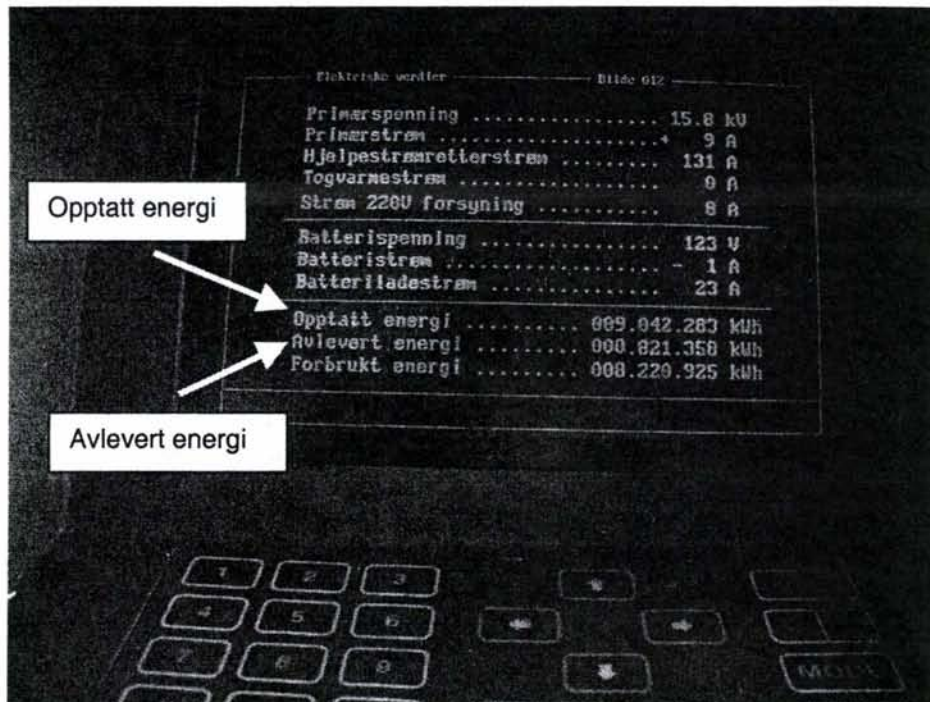 Elektriske verdier Bilde 012
Primærspenning ................. 15.8 kV
Primærstrøm ....................+ 9 A
Hjelpestrømretterstrøm ......... 131 A
Togvarmestrøm .................. 0 A
Strøm 220V forsyning ........... 8 A
Opptatt energi
Batterispenning ................ 123 V
Batteristrøm ................... - 1 A
Batteriladestrøm ............... 23 A
Opptatt energi .......... 009.042.283 kWh
Avlevert energi ......... 000.821.358 kWh
Forbrukt energi ......... 008.220.925 kWh
Avlevert energi
1 2 3
4 5 6
7 8 9
MODE